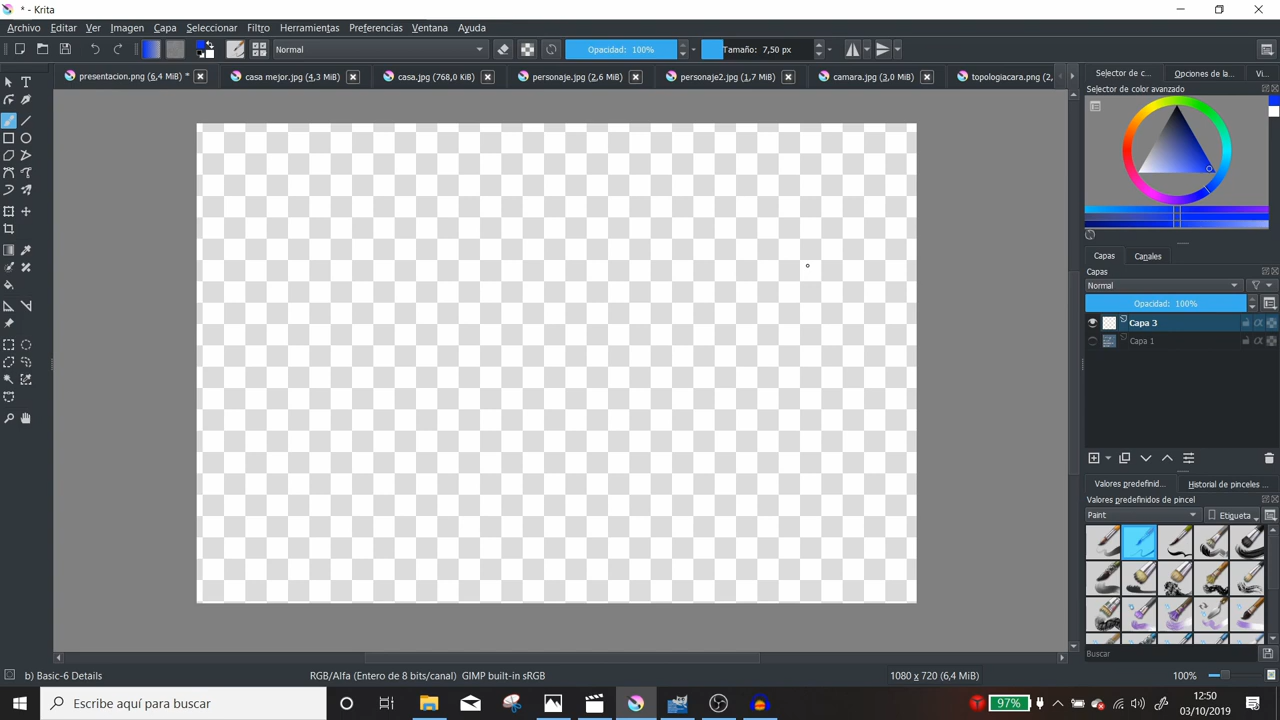 * - Krita
Archivo Editar Ver Imagen Capa Seleccionar Filtro Herramientas Preferencias Ventana Ayuda
Normal Opacidad: 100% Tamaño: 7,50 px
presentacion.png (6,4 MiB) * casa mejor.jpg (4,3 MiB) casa.jpg (768,0 KiB) personaje.jpg (2,6 MiB) personaje2.jpg (1,7 MiB) camara.jpg (3,0 MiB) topologiacara.png (2,
Selector de c... Opciones de la... Vi...
Selector de color avanzado
Capas Canales
Capas
Normal
Opacidad: 100%
Capa 3
Capa 1
Valores predefinid... Historial de pinceles ...
Valores predefinidos de pincel
Paint Etiqueta
Buscar
b) Basic-6 Details RGB/Alfa (Entero de 8 bits/canal) GIMP built-in sRGB 1080 x 720 (6,4 MiB) 100%
Escribe aquí para buscar 97% 12:50
03/10/2019